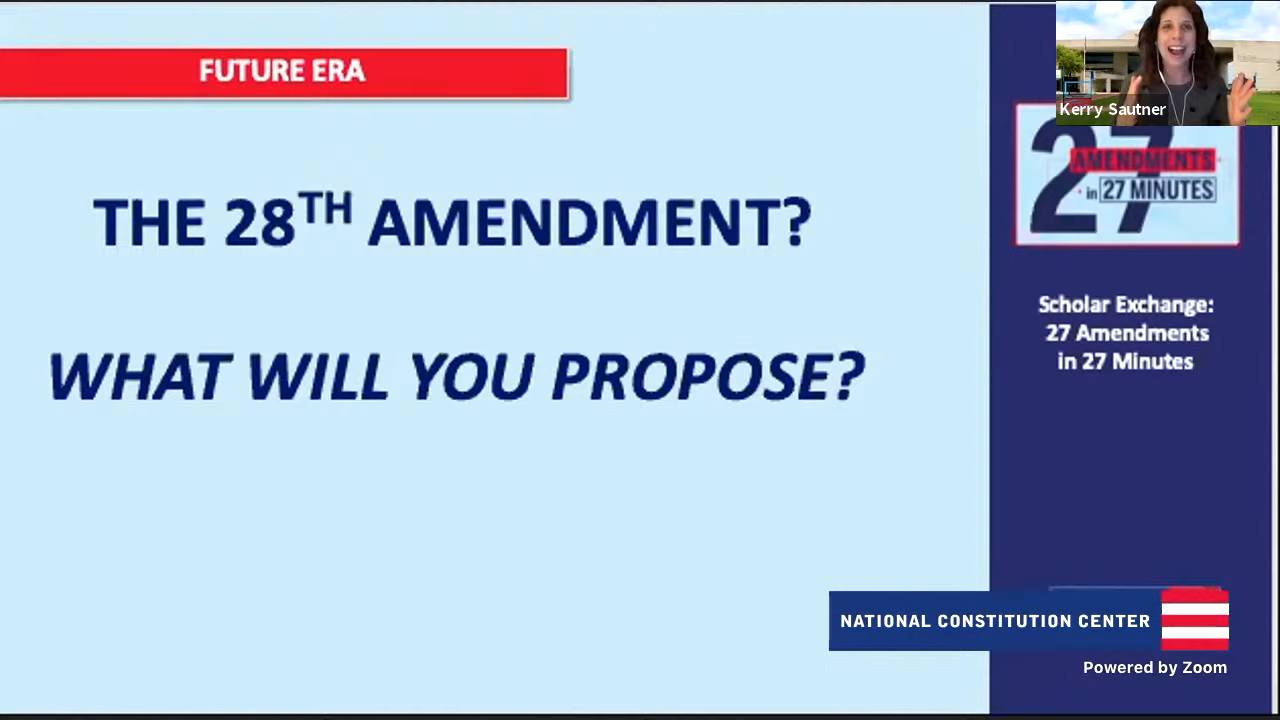 FUTURE ERA
THE 28TH AMENDMENT?
WHAT WILL YOU PROPOSE?
Kerry Sautner
27
AMENDMENTS
in 27 MINUTES
Scholar Exchange:
27 Amendments
in 27 Minutes
NATIONAL CONSTITUTION CENTER
Powered by Zoom